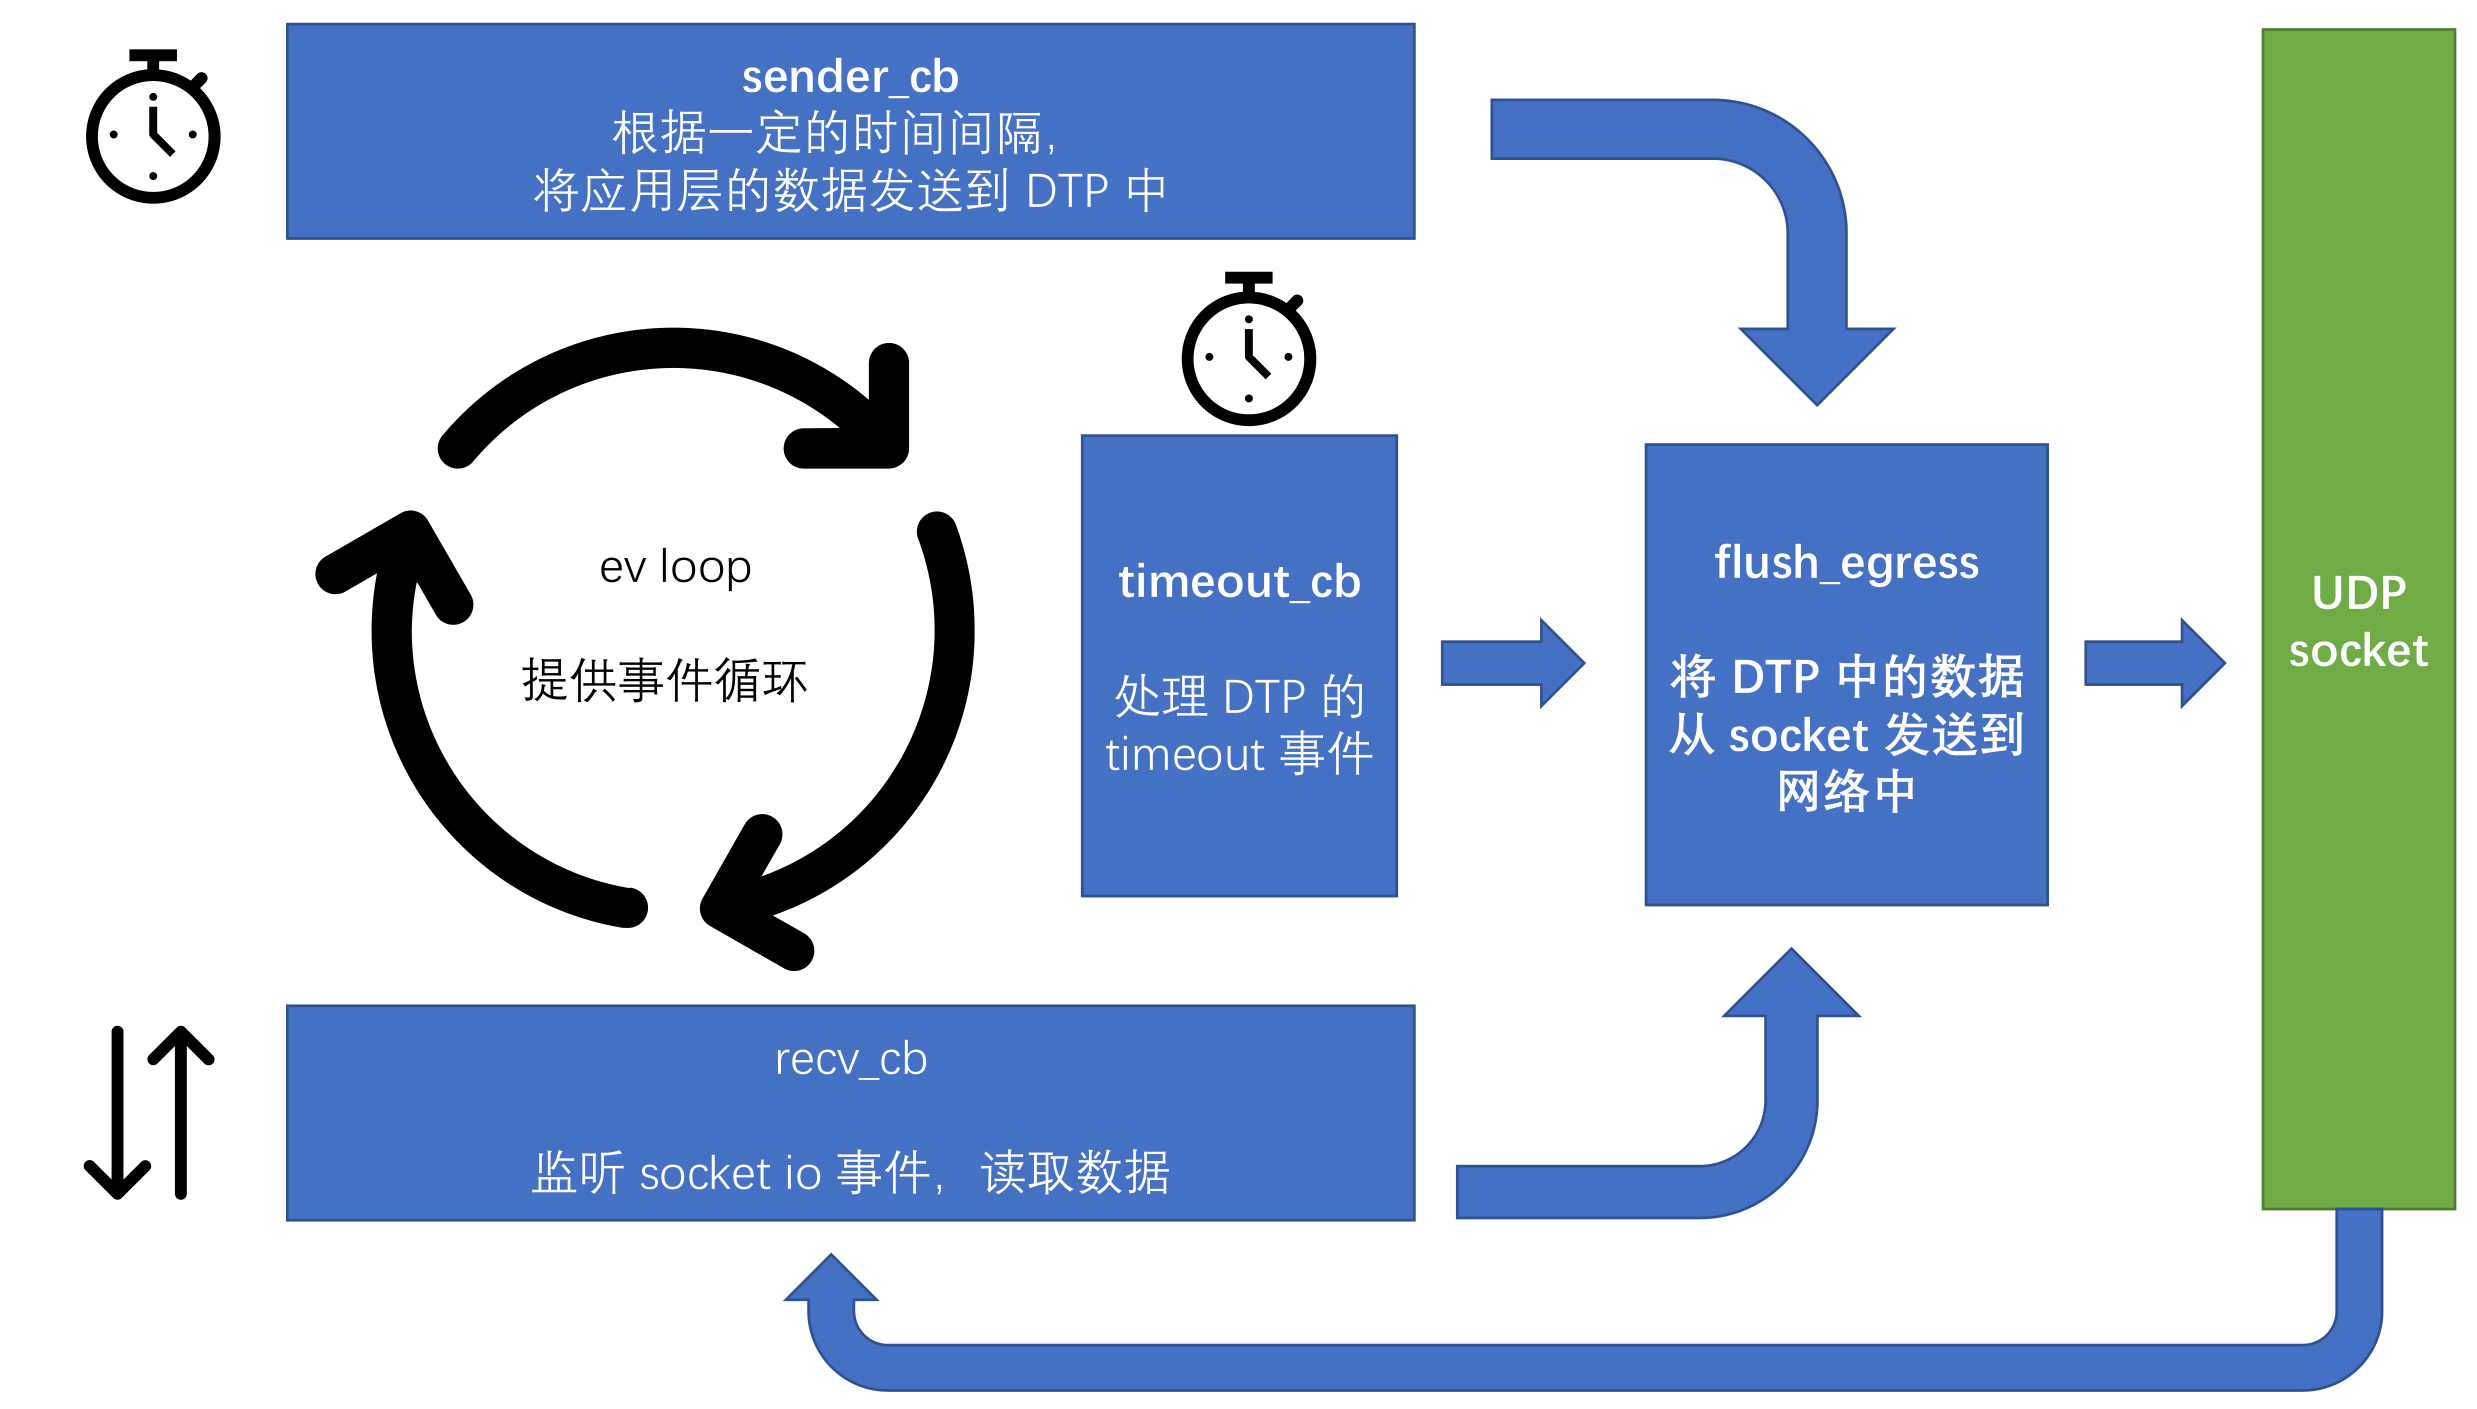 sender_cb
根据一定的时间间隔，
将应用层的数据发送到 DTP 中
ev loop
提供事件循环
timeout_cb
处理 DTP 的
timeout 事件
flush_egress
将 DTP 中的数据
从 socket 发送到
网络中
UDP
socket
recv_cb
监听 socket io 事件，读取数据